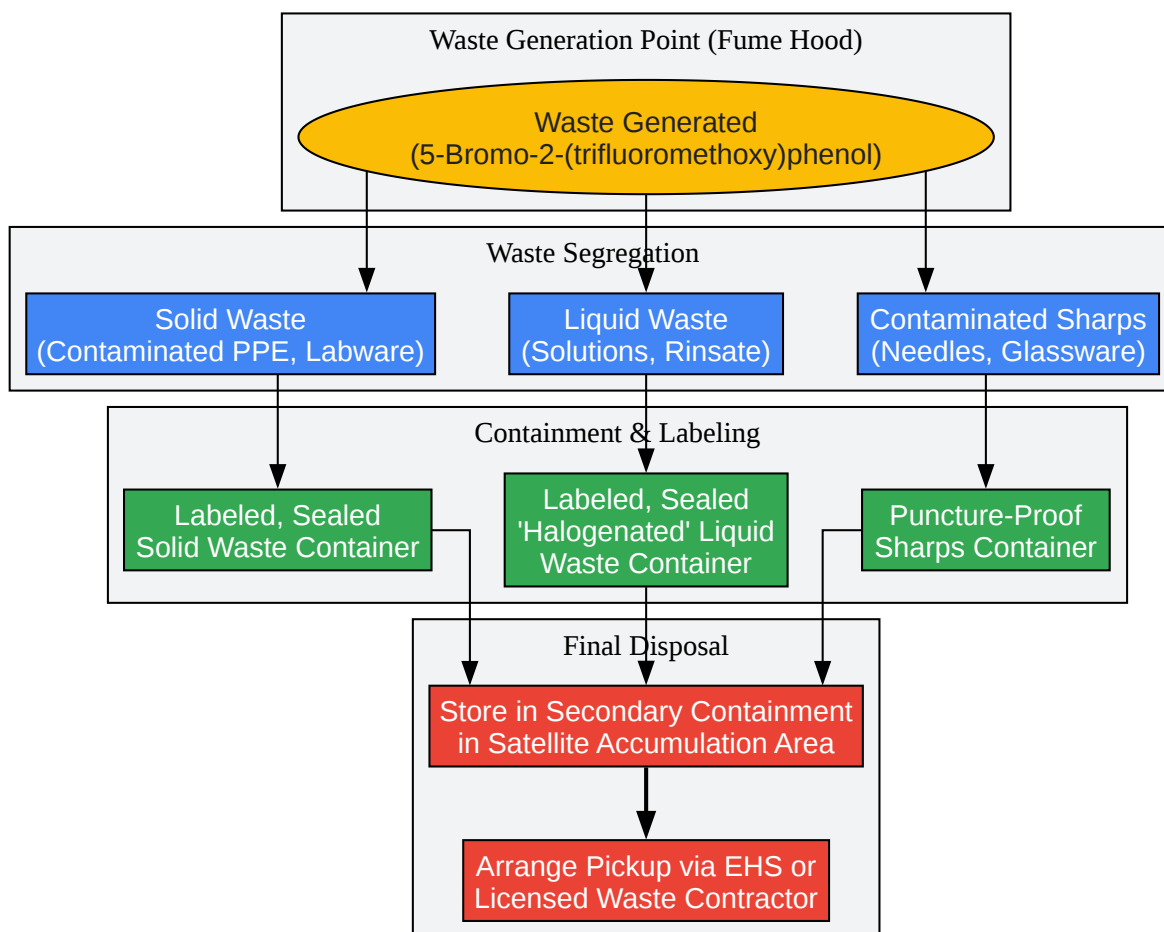 Waste Generation Point (Fume Hood)
Waste Generated
(5-Bromo-2-(trifluoromethoxy)phenol)
Waste Segregation
Solid Waste
(Contaminated PPE, Labware)
Liquid Waste
(Solutions, Rinsate)
Contaminated Sharps
(Needles, Glassware)
Containment & Labeling
Labeled, Sealed
Solid Waste Container
Labeled, Sealed
'Halogenated' Liquid
Waste Container
Puncture-Proof
Sharps Container
Final Disposal
Store in Secondary Containment
in Satellite Accumulation Area
Arrange Pickup via EHS or
Licensed Waste Contractor